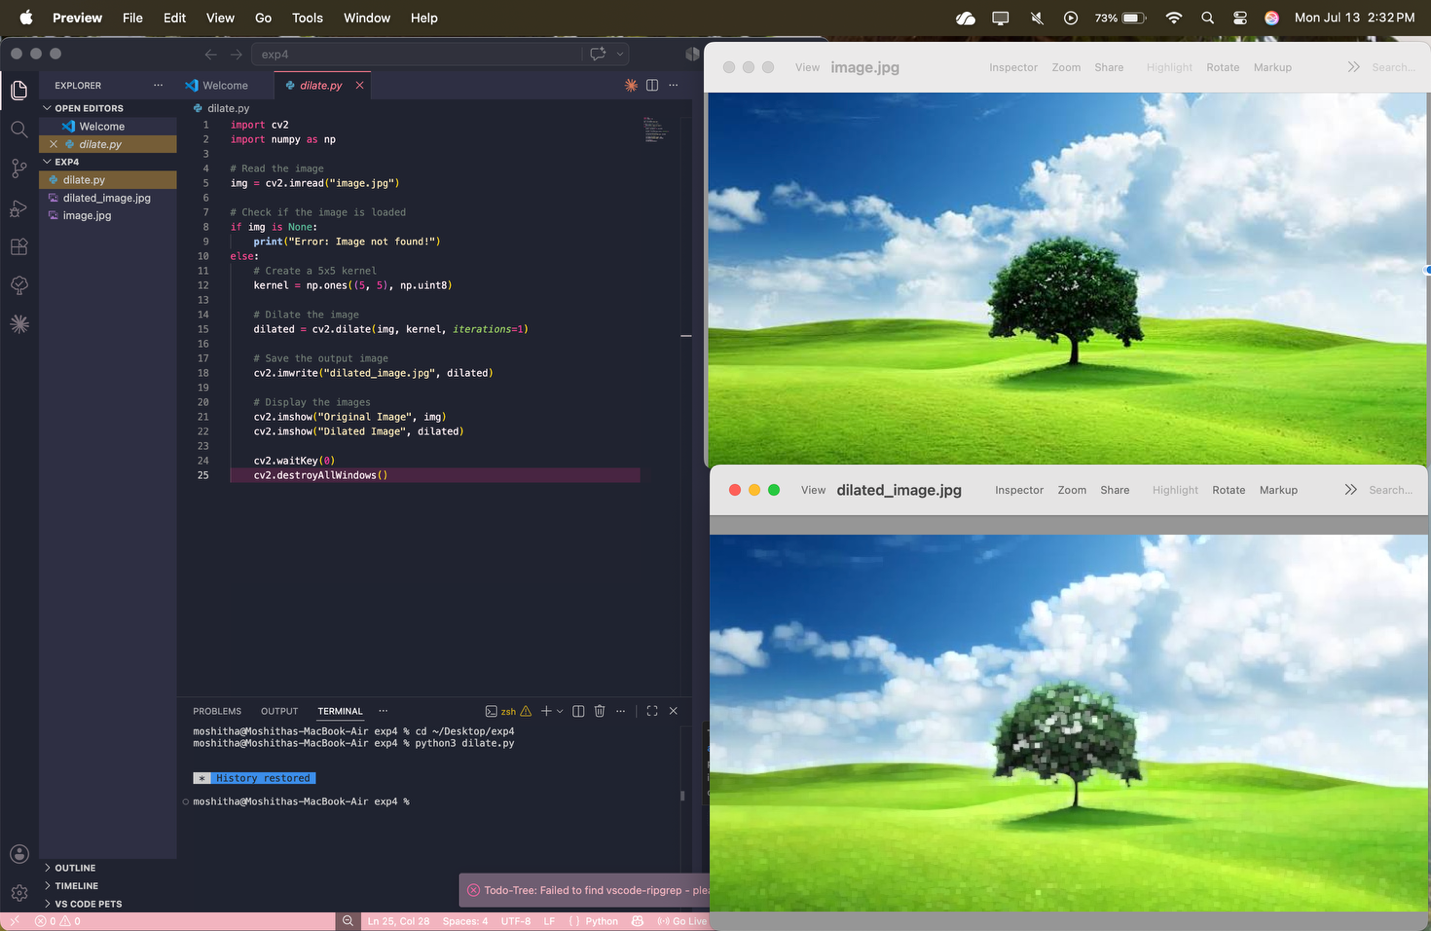 Preview File Edit View Go Tools Window Help 73% Mon Jul 13 2:32 PM
exp4
EXPLORER
Welcome
dilate.py
OPEN EDITORS
Welcome
dilate.py
EXP4
dilate.py
dilated_image.jpg
image.jpg
dilate.py
1 import cv2
2 import numpy as np
3
4 # Read the image
5 img = cv2.imread("image.jpg")
6
7 # Check if the image is loaded
8 if img is None:
9 print("Error: Image not found!")
10 else:
11 # Create a 5x5 kernel
12 kernel = np.ones((5, 5), np.uint8)
13
14 # Dilate the image
15 dilated = cv2.dilate(img, kernel, iterations=1)
16
17 # Save the output image
18 cv2.imwrite("dilated_image.jpg", dilated)
19
20 # Display the images
21 cv2.imshow("Original Image", img)
22 cv2.imshow("Dilated Image", dilated)
23
24 cv2.waitKey(0)
25 cv2.destroyAllWindows()
PROBLEMS OUTPUT TERMINAL zsh
moshitha@Moshithas-MacBook-Air exp4 % cd ~/Desktop/exp4
moshitha@Moshithas-MacBook-Air exp4 % python3 dilate.py
* History restored
moshitha@Moshithas-MacBook-Air exp4 %
OUTLINE
TIMELINE
VS CODE PETS
Todo-Tree: Failed to find vscode-ripgrep - plea
0 0 Ln 25, Col 28 Spaces: 4 UTF-8 LF { } Python Go Live
View image.jpg Inspector Zoom Share Highlight Rotate Markup Search...
View dilated_image.jpg Inspector Zoom Share Highlight Rotate Markup Search...